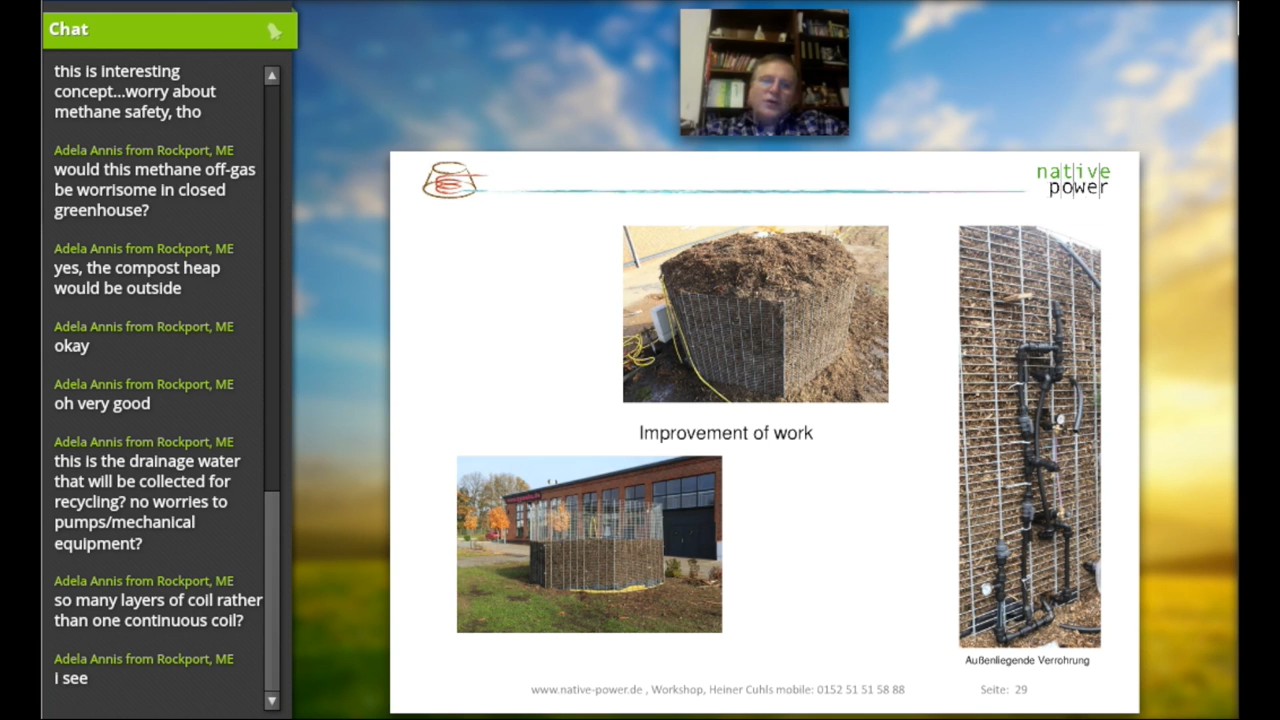 Chat
this is interesting
concept...worry about
methane safety, tho
Adela Annis from Rockport, ME
would this methane off-gas
be worrisome in closed
greenhouse?
Adela Annis from Rockport, ME
yes, the compost heap
would be outside
Adela Annis from Rockport, ME
okay
Adela Annis from Rockport, ME
oh very good
Adela Annis from Rockport, ME
this is the drainage water
that will be collected for
recycling? no worries to
pumps/mechanical
equipment?
Adela Annis from Rockport, ME
so many layers of coil rather
than one continuous coil?
Adela Annis from Rockport, ME
i see
native
power
Improvement of work
Außenliegende Verrohrung
www.native-power.de , Workshop, Heiner Cuhls mobile: 0152 51 51 58 88
Seite: 29